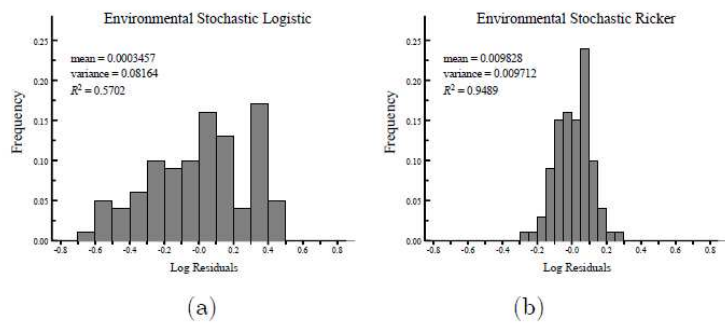 Environmental Stochastic Logistic
mean = 0.0003457
variance = 0.08164
R² = 0.5702
Frequency
0.25
0.20
0.15
0.10
0.05
0.00
-0.8 -0.6 -0.4 -0.2 -0.0 0.2 0.4 0.6 0.8
Log Residuals
(a)
Environmental Stochastic Ricker
mean = 0.009828
variance = 0.009712
R² = 0.9489
Frequency
0.25
0.20
0.15
0.10
0.05
0.00
-0.8 -0.6 -0.4 -0.2 -0.0 0.2 0.4 0.6 0.8
Log Residuals
(b)